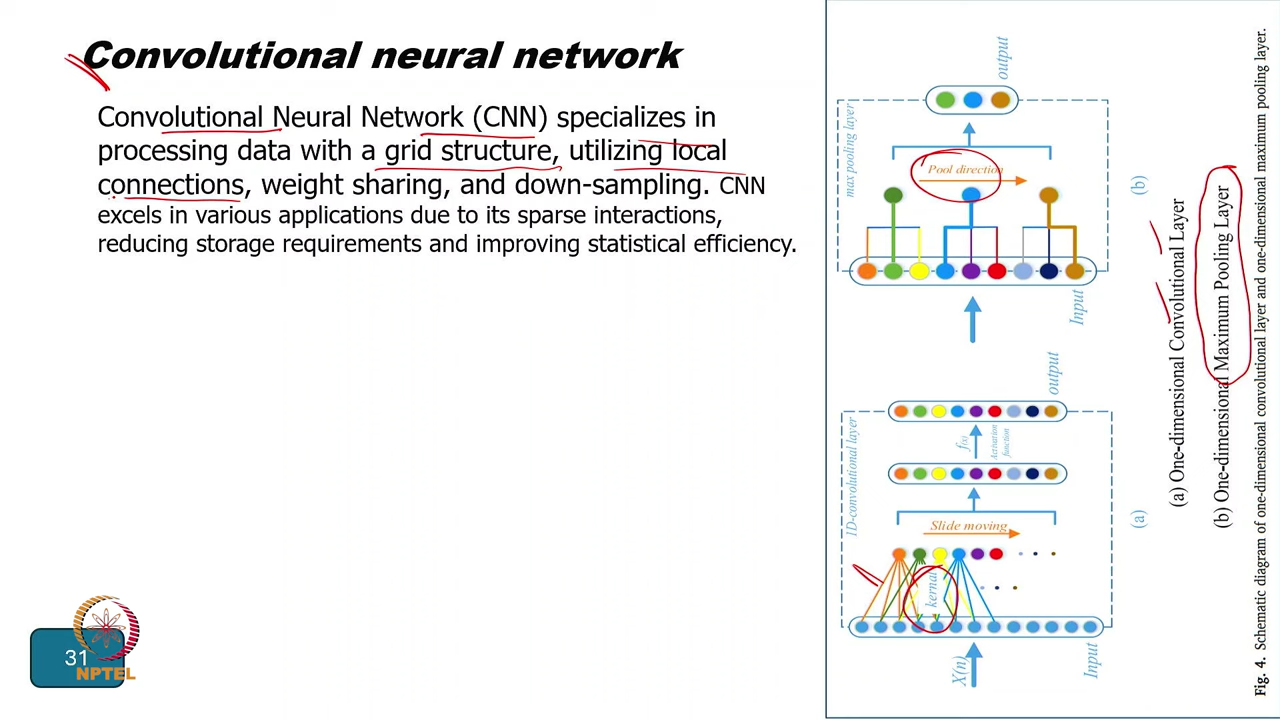 Convolutional neural network
Convolutional Neural Network (CNN) specializes in
processing data with a grid structure, utilizing local
connections, weight sharing, and down-sampling. CNN
excels in various applications due to its sparse interactions,
reducing storage requirements and improving statistical efficiency.
output
max pooling layer
Pool direction
Input
(b)
output
1D-convolutional layer
f(x)
Activation
function
Slide moving
kernal
X(n)
Input
(a)
(a) One-dimensional Convolutional Layer
(b) One-dimensional Maximum Pooling Layer
Fig. 4. Schematic diagram of one-dimensional convolutional layer and one-dimensional maximum pooling layer.
31
NPTEL